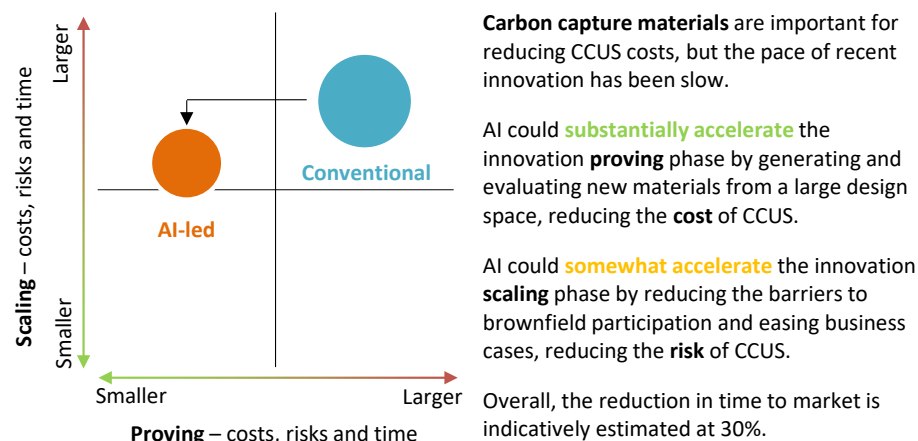 Larger
Scaling – costs, risks and time
Smaller
Conventional
AI-led
Smaller
Larger
Proving – costs, risks and time
Carbon capture materials are important for
reducing CCUS costs, but the pace of recent
innovation has been slow.
AI could substantially accelerate the
innovation proving phase by generating and
evaluating new materials from a large design
space, reducing the cost of CCUS.
AI could somewhat accelerate the innovation
scaling phase by reducing the barriers to
brownfield participation and easing business
cases, reducing the risk of CCUS.
Overall, the reduction in time to market is
indicatively estimated at 30%.